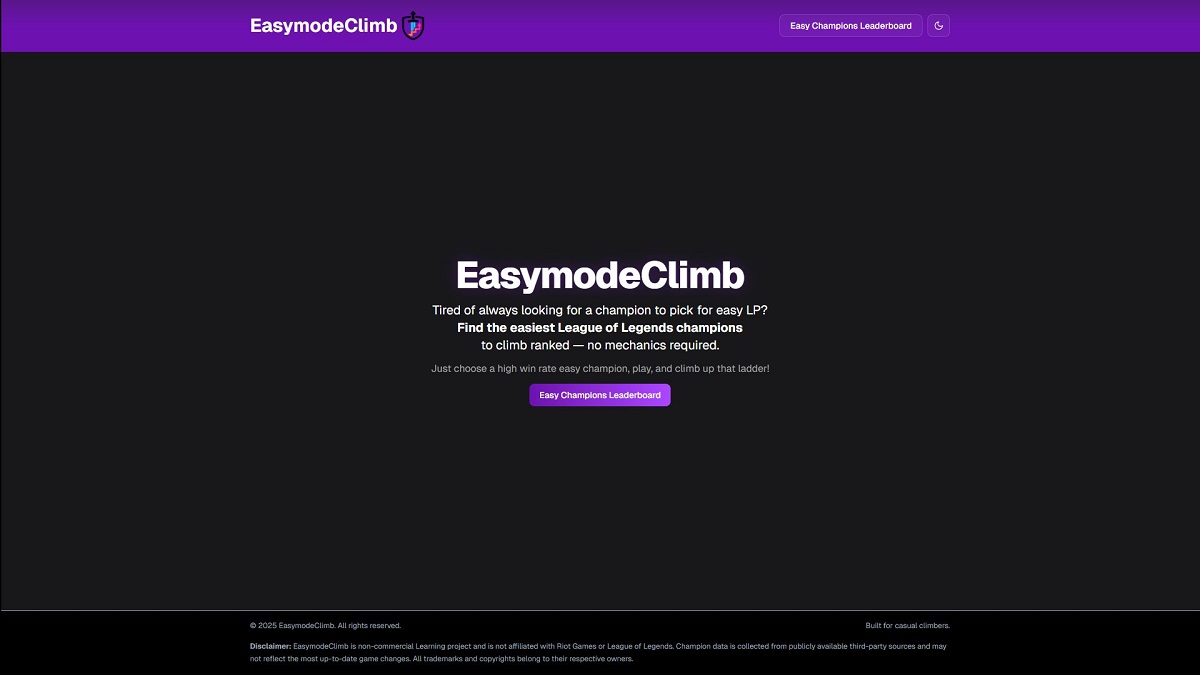 EasymodeClimb
Easy Champions Leaderboard
EasymodeClimb
Tired of always looking for a champion to pick for easy LP?
Find the easiest League of Legends champions
to climb ranked — no mechanics required.
Just choose a high win rate easy champion, play, and climb up that ladder!
Easy Champions Leaderboard
© 2025 EasymodeClimb. All rights reserved.
Built for casual climbers.
Disclaimer: EasymodeClimb is non-commercial Learning project and is not affiliated with Riot Games or League of Legends. Champion data is collected from publicly available third-party sources and may
not reflect the most up-to-date game changes. All trademarks and copyrights belong to their respective owners.